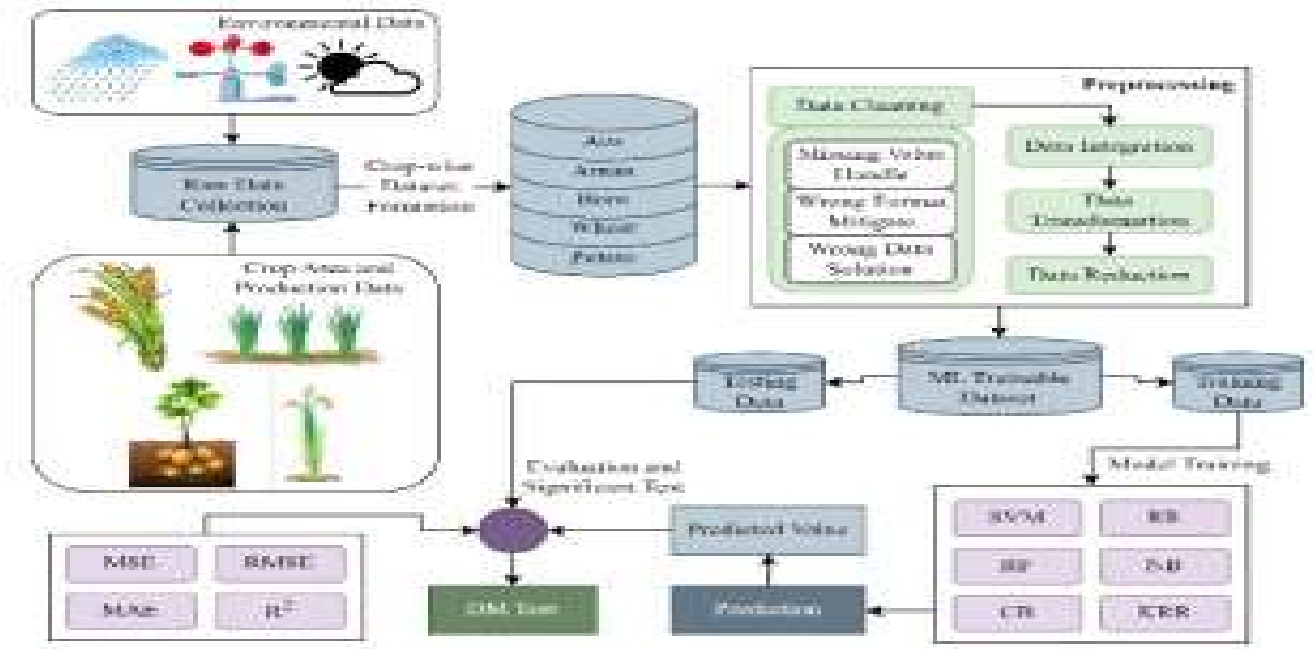 Environmental Data
Raw Data
Collection
Crop-wise
Dataset
Formation
Aus
Aman
Boro
Wheat
Potato
Crop Area and
Production Data
Preprocessing
Data Cleaning
Missing Value
Handle
Wrong Format
Mitigate
Wrong Data
Solution
Data Integration
Data
Transformation
Data Reduction
ML Trainable
Dataset
Testing
Data
Training
Data
Model Training
Evaluation and
Significant Test
SVM
RF
CB
KRR
Predicted Value
MSE
RMSE
MAE
R²
DM Test